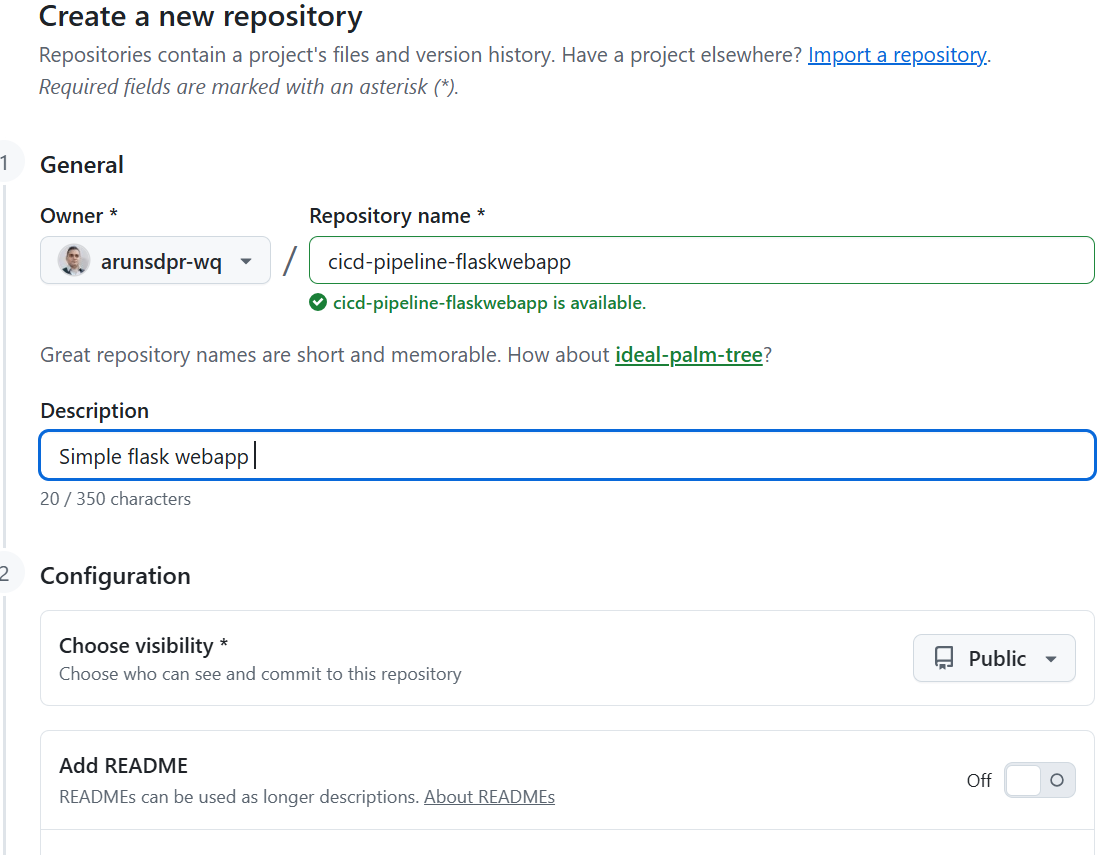 Create a new repository
Repositories contain a project's files and version history. Have a project elsewhere? Import a repository.
Required fields are marked with an asterisk (*).
1
General
Owner *
Repository name *
arunsdpr-wq
/
cicd-pipeline-flaskwebapp
cicd-pipeline-flaskwebapp is available.
Great repository names are short and memorable. How about ideal-palm-tree?
Description
Simple flask webapp
20 / 350 characters
2
Configuration
Choose visibility *
Choose who can see and commit to this repository
Public
Add README
READMEs can be used as longer descriptions. About READMEs
Off